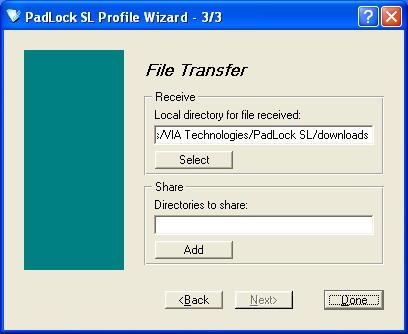 PadLock SL Profile Wizard - 3/3
File Transfer
Receive
Local directory for file received:
s/VIA Technologies/PadLock SL/downloads
Select
Share
Directories to share:
Add
<Back
Next>
Done